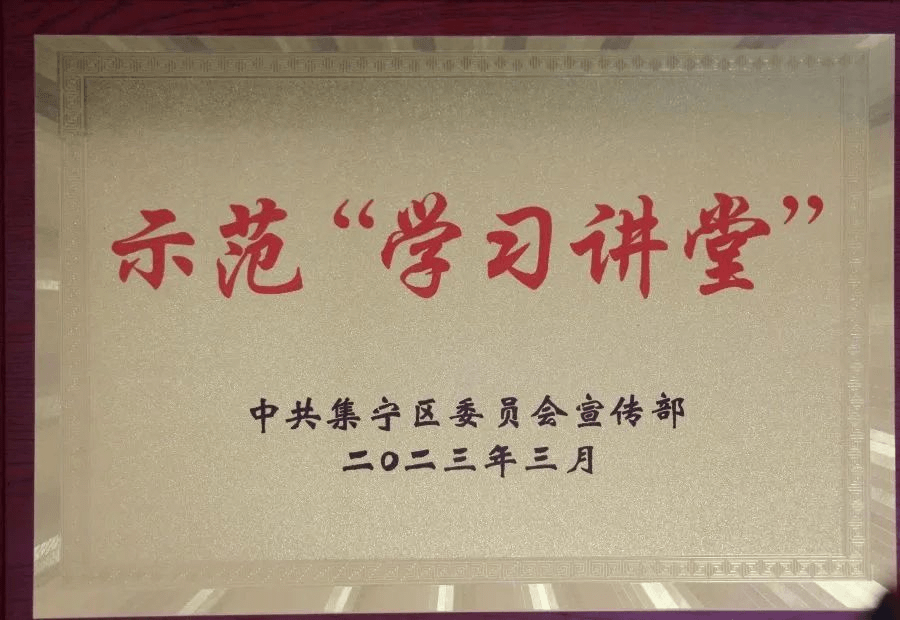 示范“学习讲堂”
中共集宁区委员会宣传部
二〇二三年三月